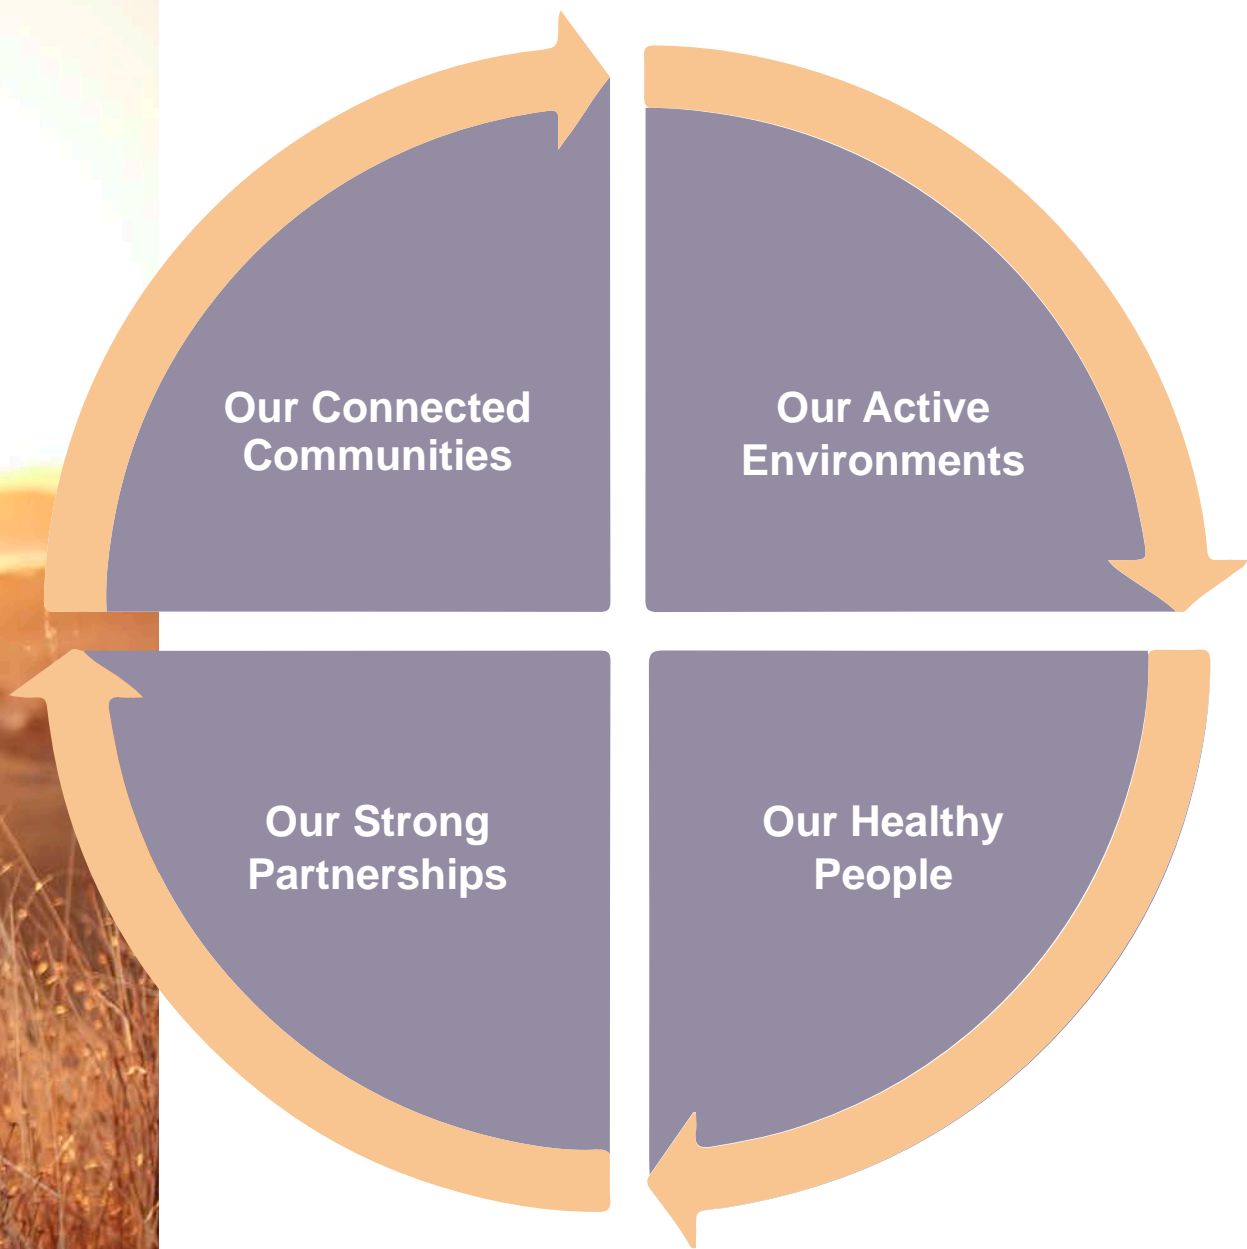 Our Connected
Communities
Our Active
Environments
Our Strong
Partnerships
Our Healthy
People